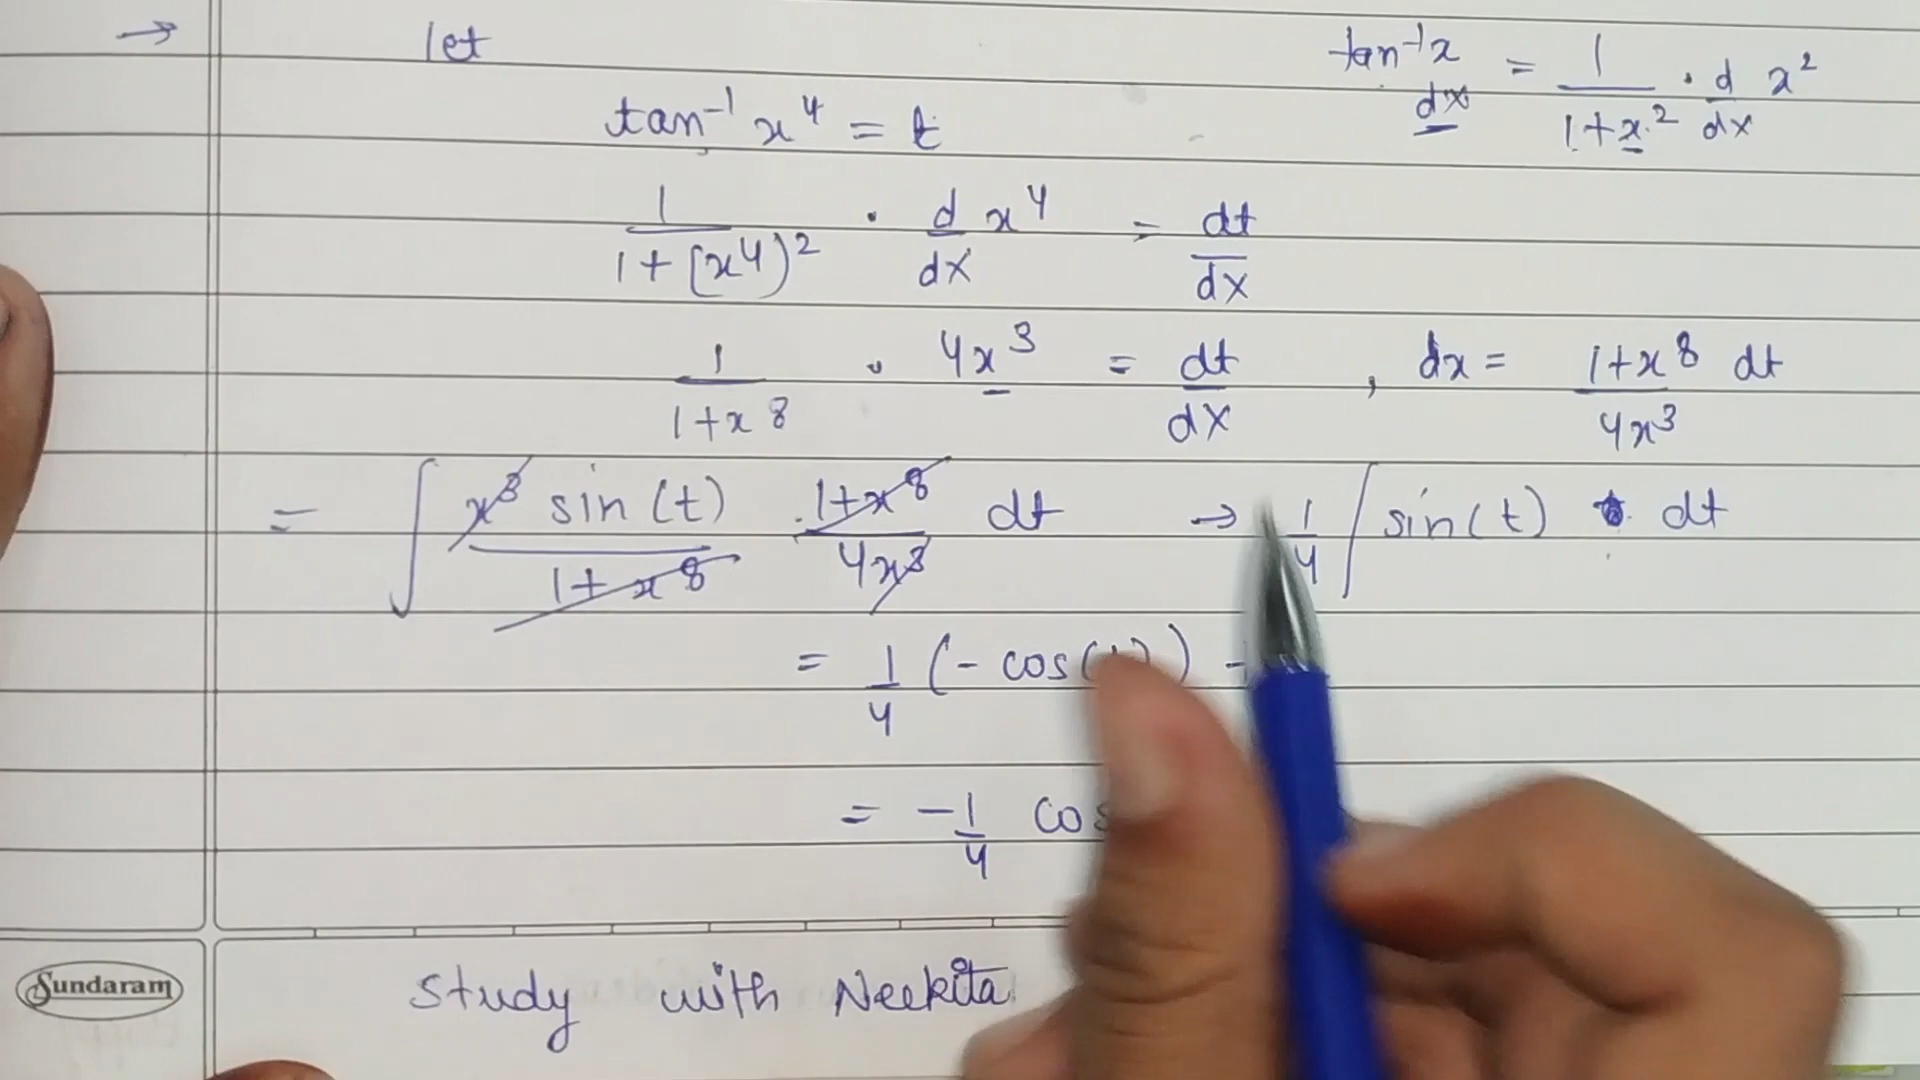 → let
tan⁻¹x/dx = 1/(1+x²) · d/dx x²
tan⁻¹ x⁴ = t
1/(1+(x⁴)²) · d/dx x⁴ = dt/dx
1/(1+x⁸) · 4x³ = dt/dx , dx = (1+x⁸)/(4x³) dt
= ∫ x³ sin(t)/(1+x⁸) · (1+x⁸)/(4x³) dt → 1/4 ∫ sin(t) dt
= 1/4 (- cos( ) )
= -1/4 cos
Sundaram
Study with Neekita